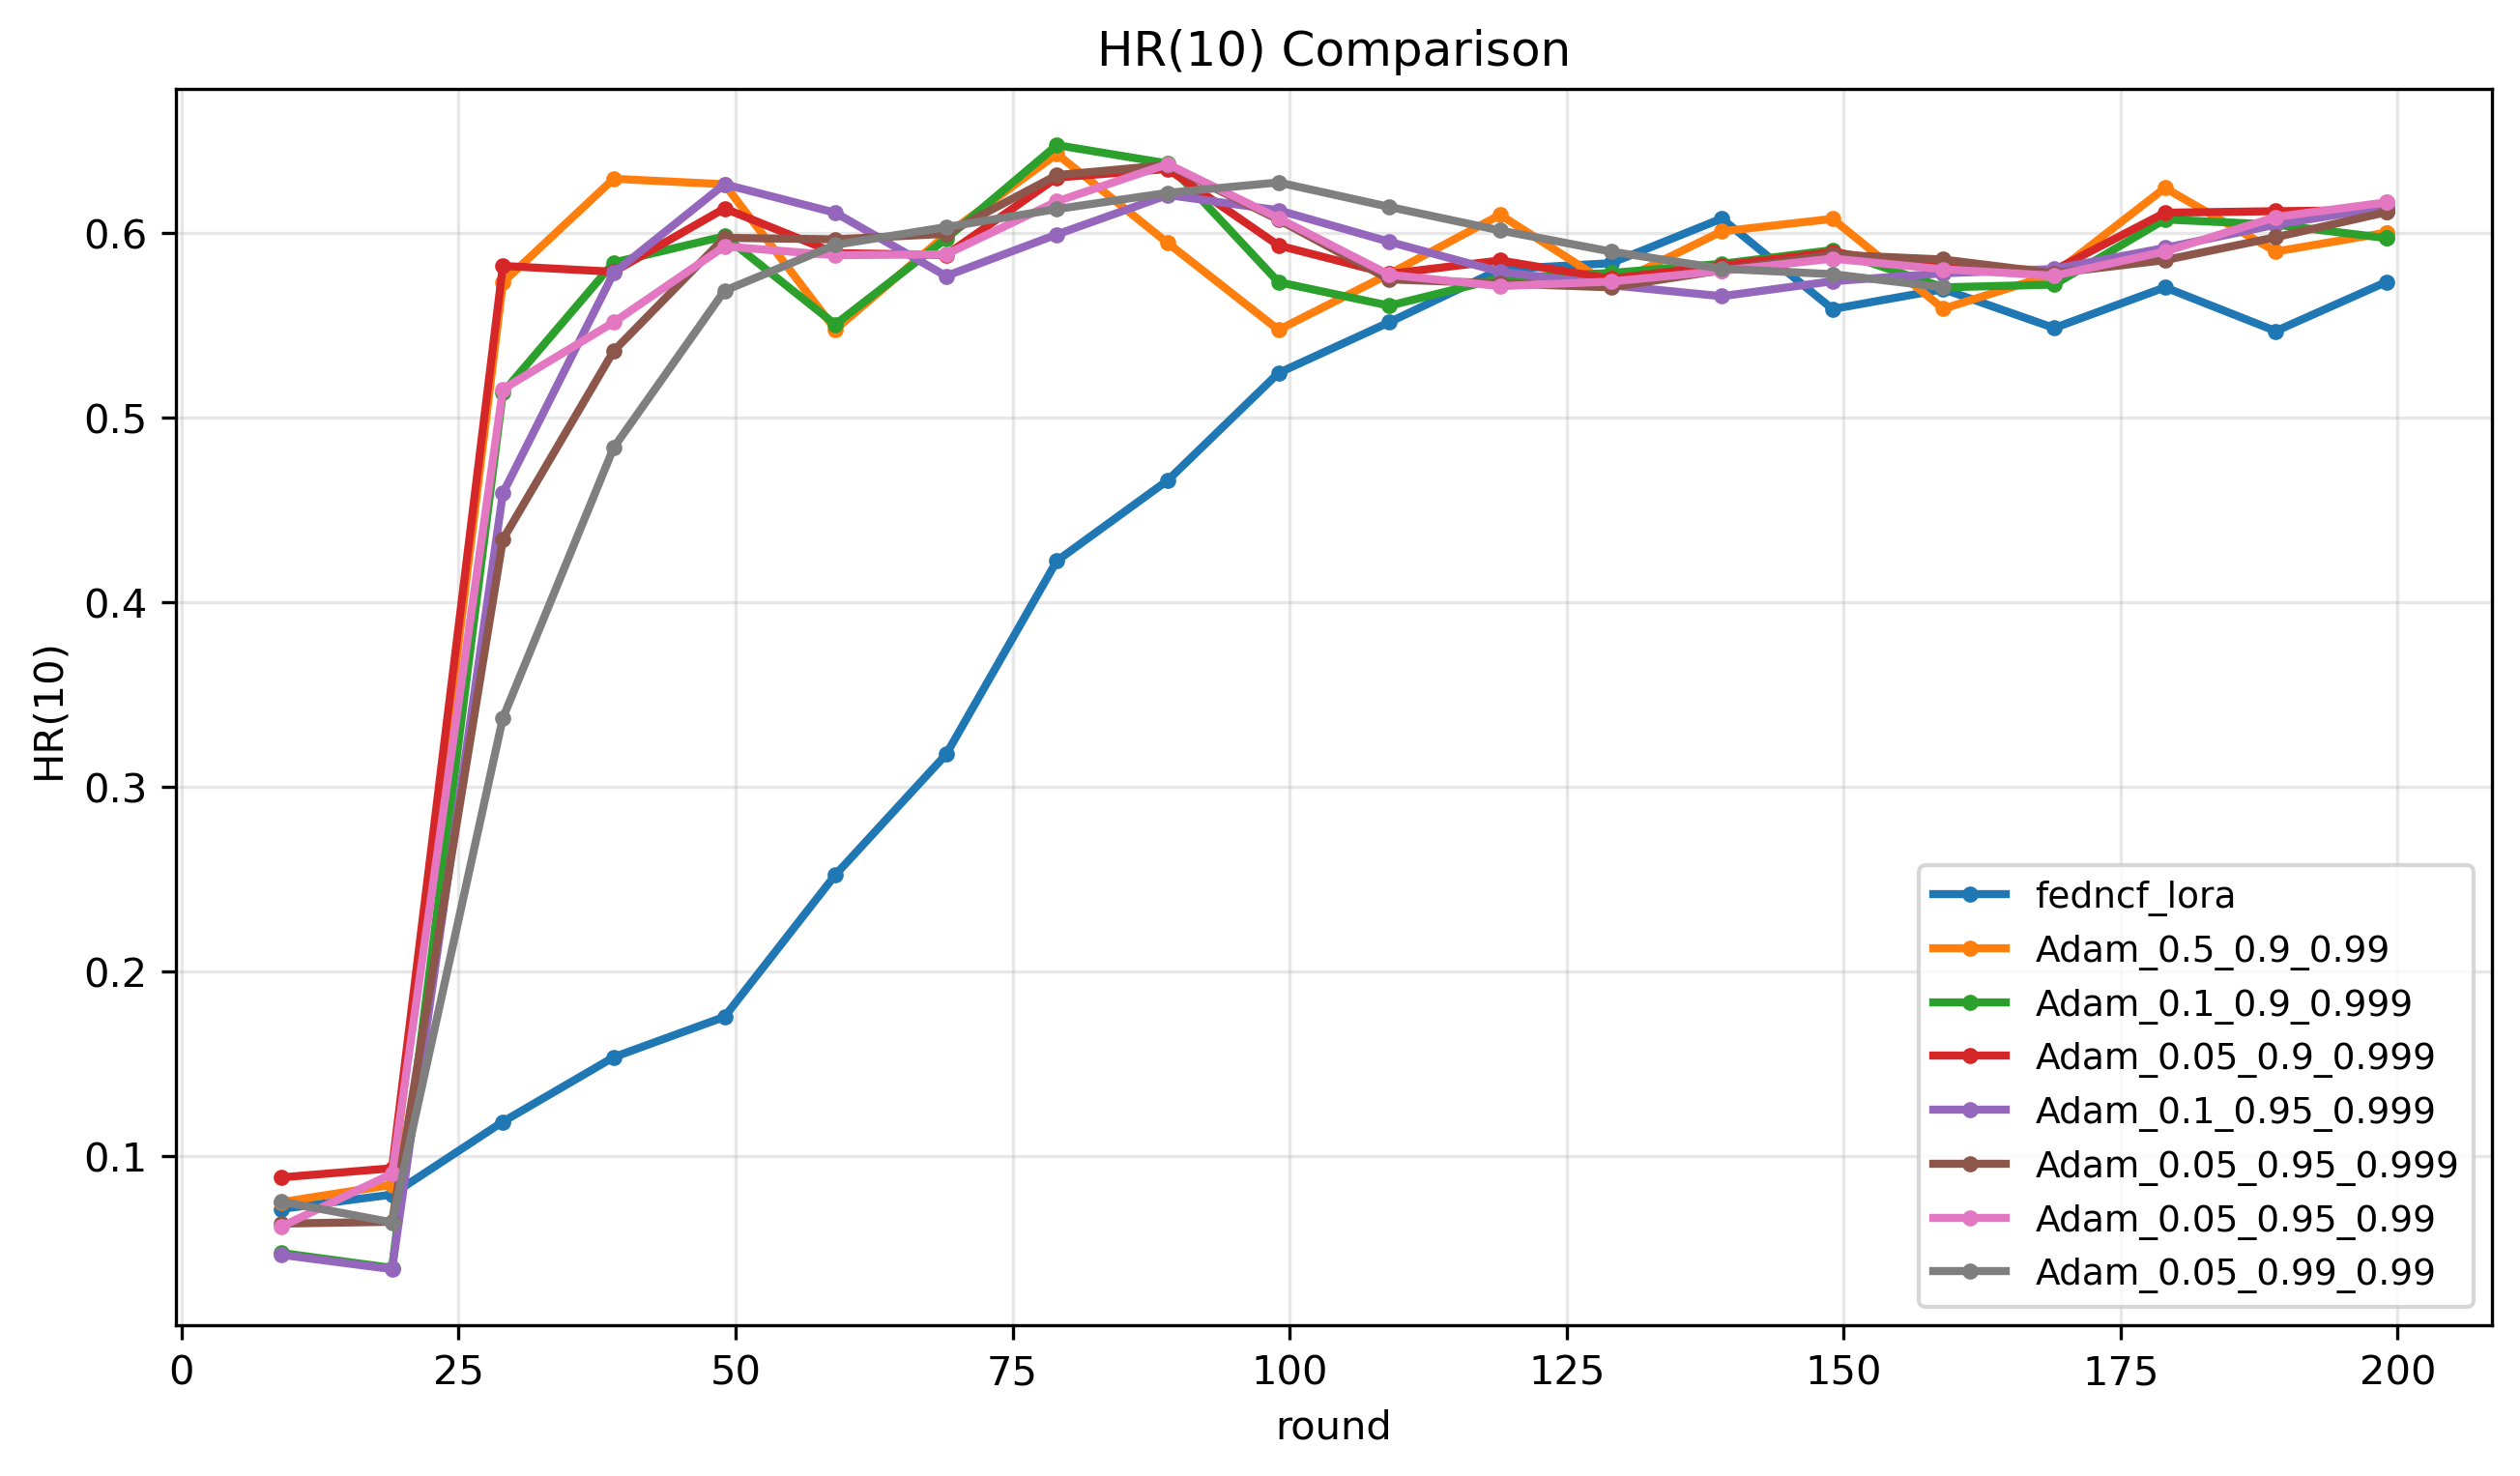 HR(10) Comparison
HR(10)
0.6
0.5
0.4
0.3
0.2
0.1
0 25 50 75 100 125 150 175 200
round
fedncf_lora
Adam_0.5_0.9_0.99
Adam_0.1_0.9_0.999
Adam_0.05_0.9_0.999
Adam_0.1_0.95_0.999
Adam_0.05_0.95_0.999
Adam_0.05_0.95_0.99
Adam_0.05_0.99_0.99